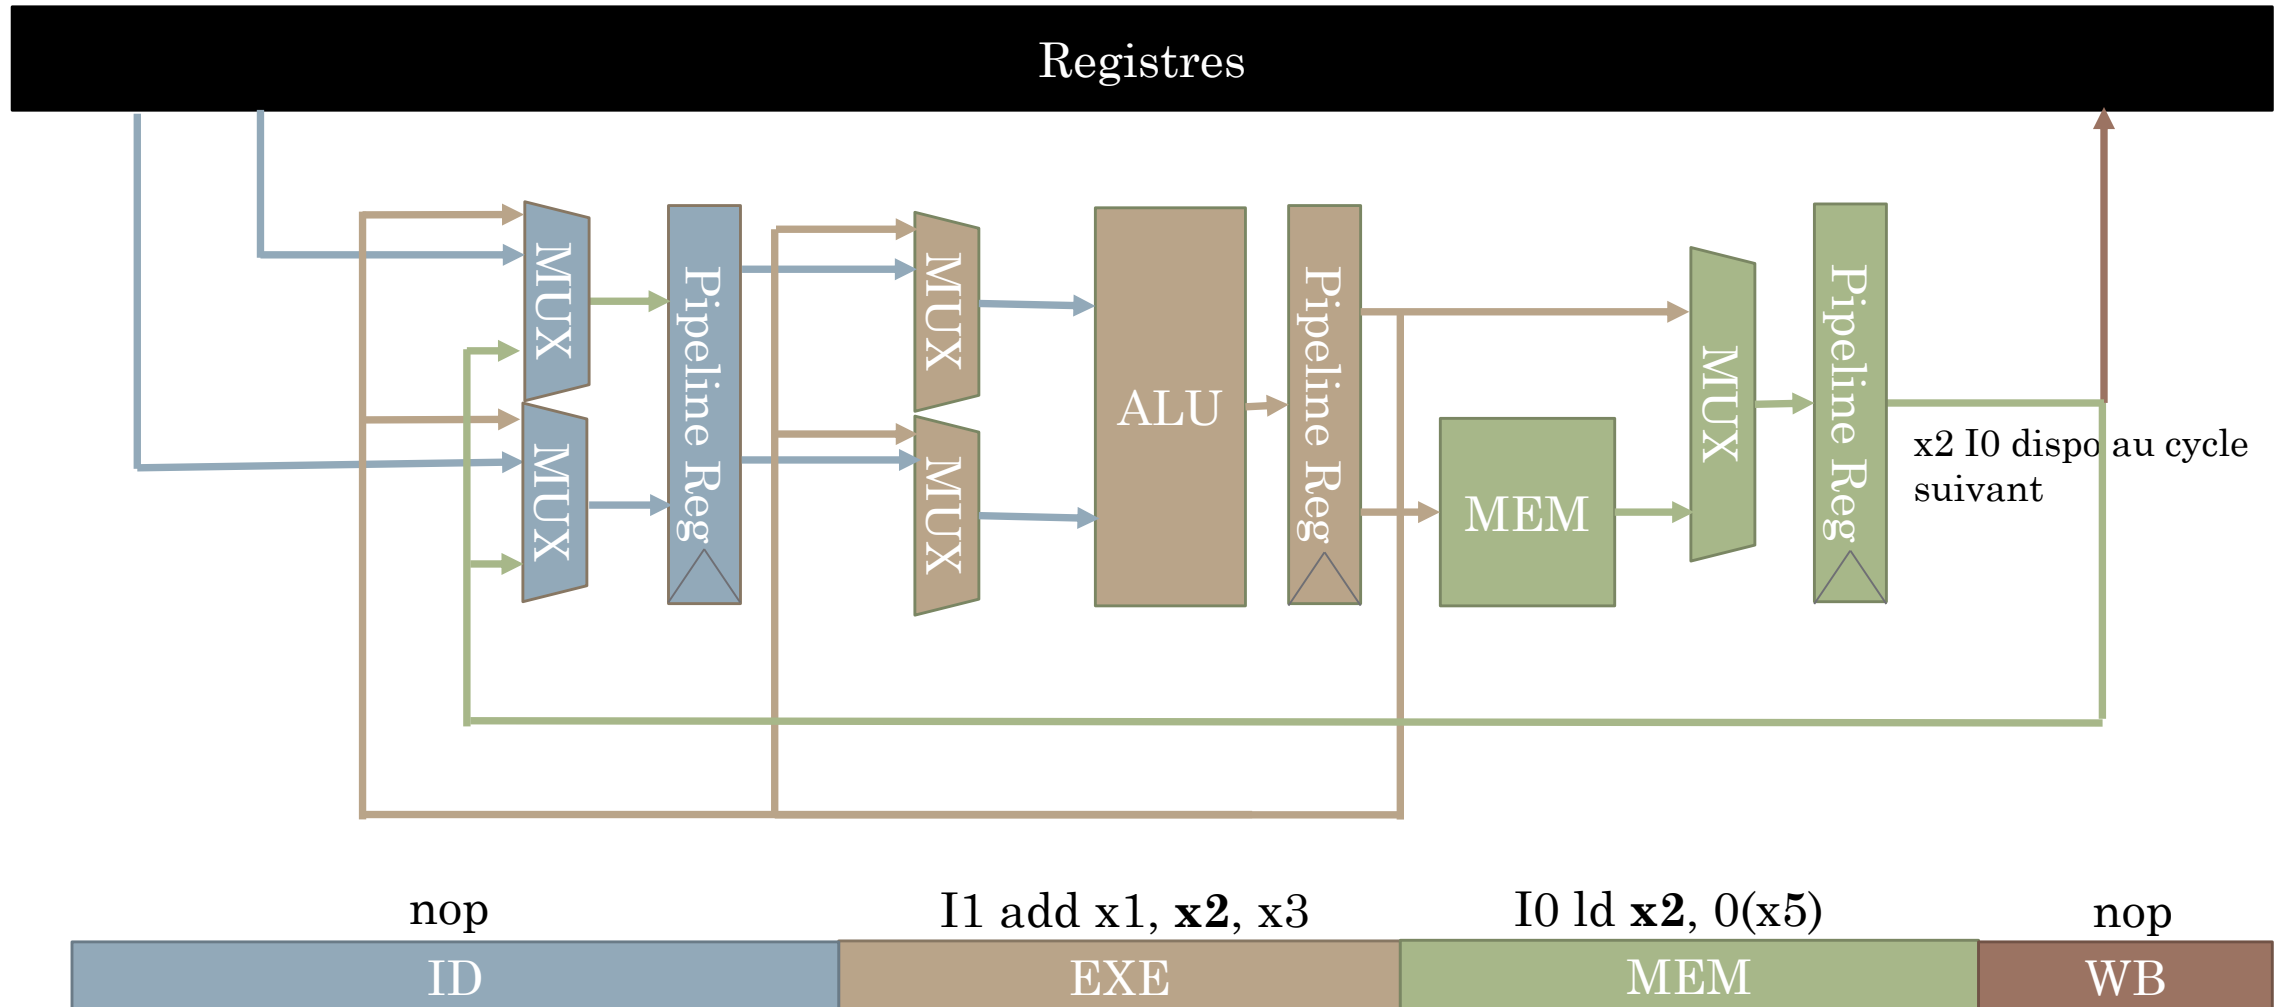 Registres
MUX
MUX
Pipeline Reg
MUX
MUX
ALU
Pipeline Reg
MEM
MUX
Pipeline Reg
x2 I0 dispo au cycle
suivant
nop
I1 add x1, x2, x3
I0 ld x2, 0(x5)
nop
ID
EXE
MEM
WB